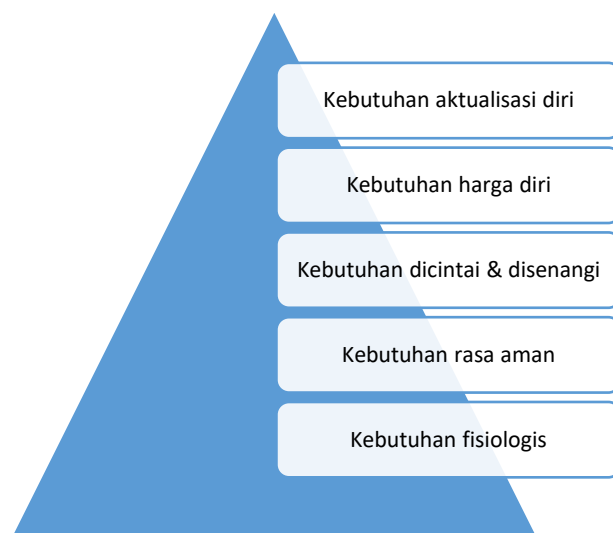 Kebutuhan aktualisasi diri
Kebutuhan harga diri
Kebutuhan dicintai & disenangi
Kebutuhan rasa aman
Kebutuhan fisiologis